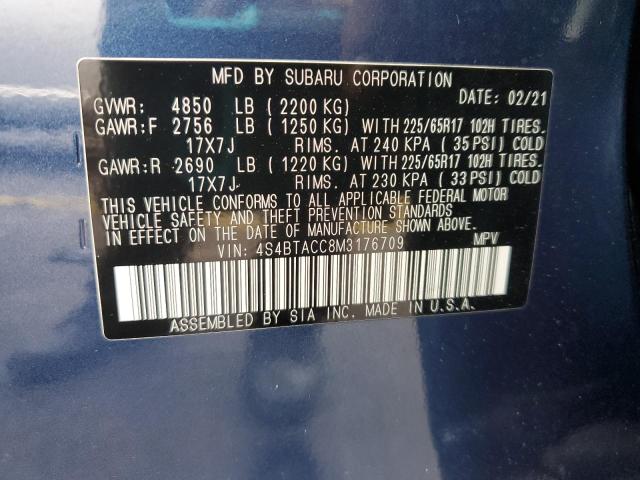 MFD BY SUBARU CORPORATION
DATE: 02/21
GVWR: 4850 LB (2200 KG)
GAWR:F 2756 LB (1250 KG) WITH 225/65R17 102H TIRES.
17X7J RIMS. AT 240 KPA (35 PSI) COLD
GAWR:R 2690 LB (1220 KG) WITH 225/65R17 102H TIRES.
17X7J RIMS. AT 230 KPA (33 PSI) COLD
THIS VEHICLE CONFORMS TO ALL APPLICABLE FEDERAL MOTOR
VEHICLE SAFETY AND THEFT PREVENTION STANDARDS IN
EFFECT ON THE DATE OF MANUFACTURE SHOWN ABOVE.
VIN: 4S4BTACC8M3176709 MPV
ASSEMBLED BY SIA INC. MADE IN U.S.A.